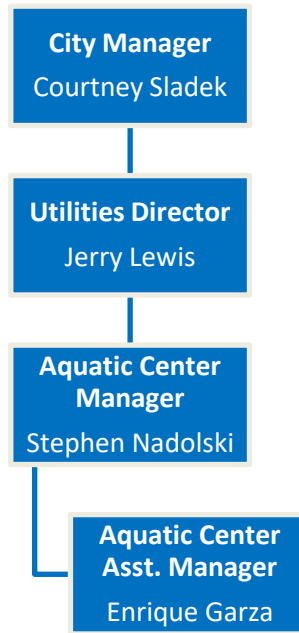 City Manager
Courtney Sladek
Utilities Director
Jerry Lewis
Aquatic Center
Manager
Stephen Nadolski
Aquatic Center
Asst. Manager
Enrique Garza